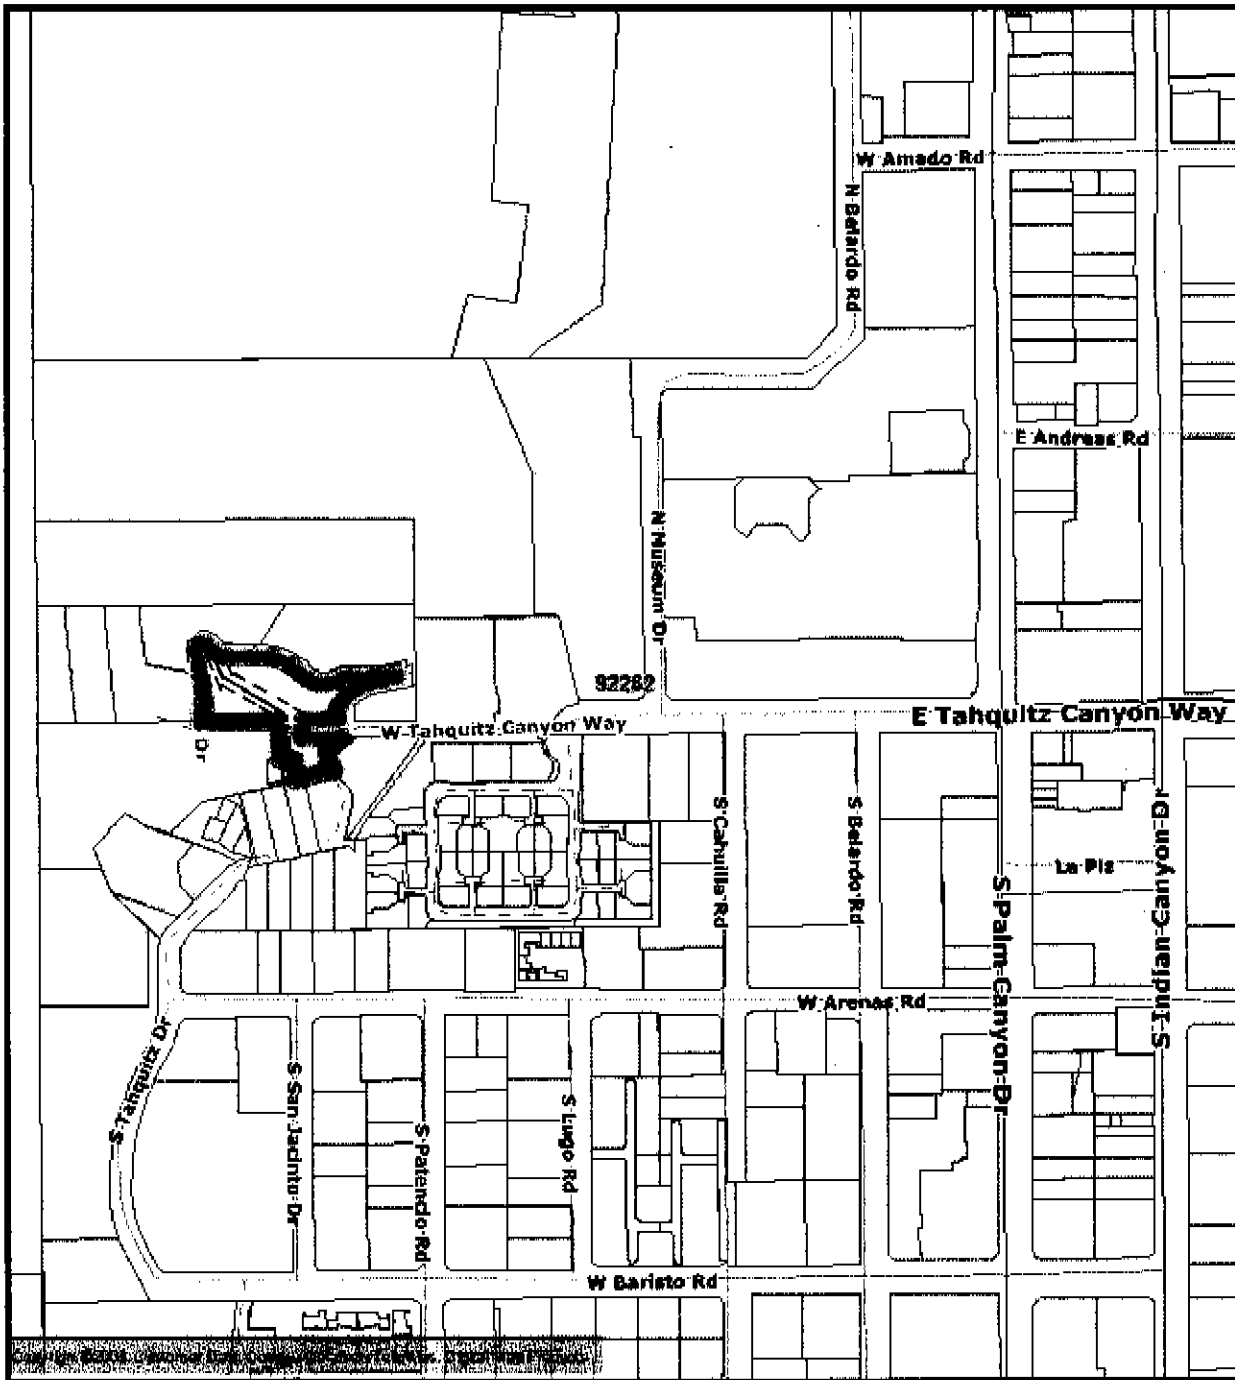 W Amado Rd
N Belardo Rd
E Andreas Rd
N Museum Dr
92262
E Tahquitz Canyon Way
W Tahquitz Canyon Way
Dr
S Cahuilla Rd
S Belardo Rd
La Plz
S Palm Canyon Dr
S Indian Canyon Dr
W Arenas Rd
S Tahquitz Dr
S San Jacinto Dr
S Patencio Rd
S Lugo Rd
W Baristo Rd